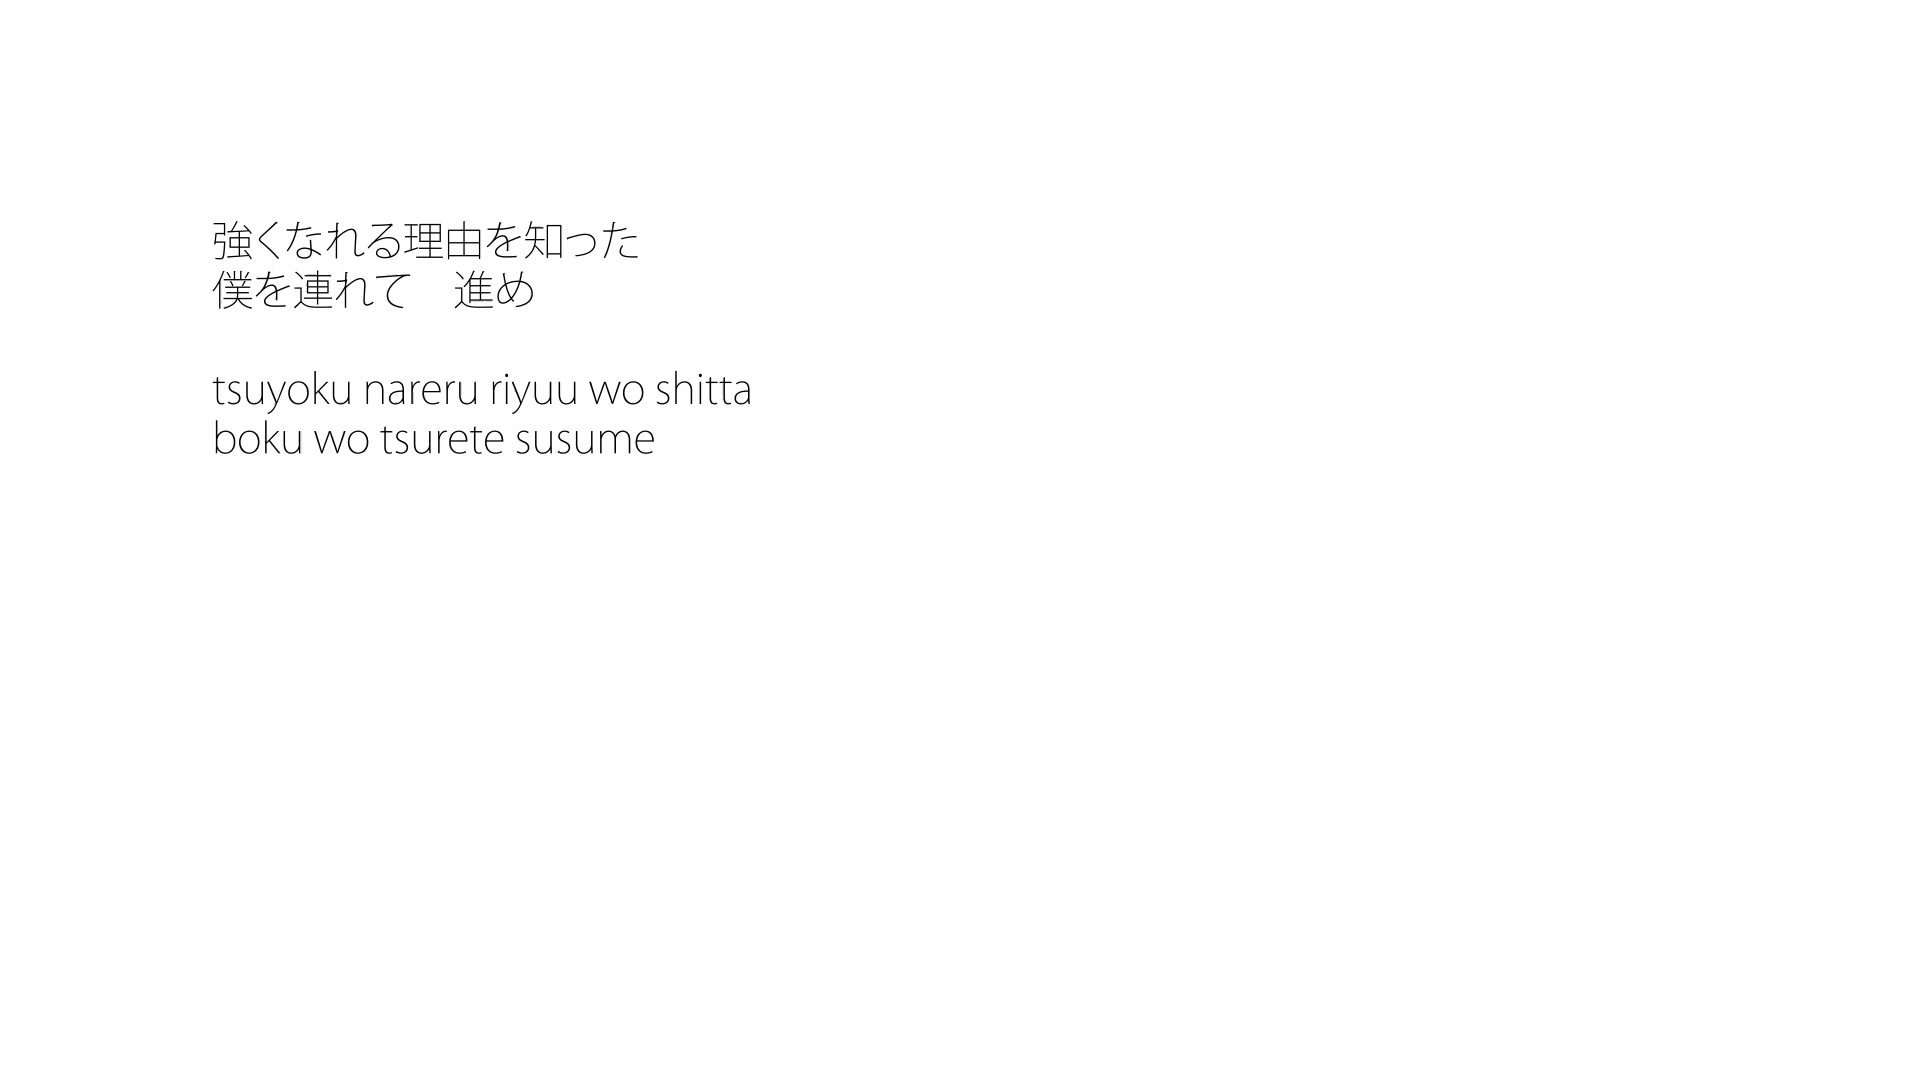 強くなれる理由を知った
僕を連れて　進め
tsuyoku nareru riyuu wo shitta
boku wo tsurete susume